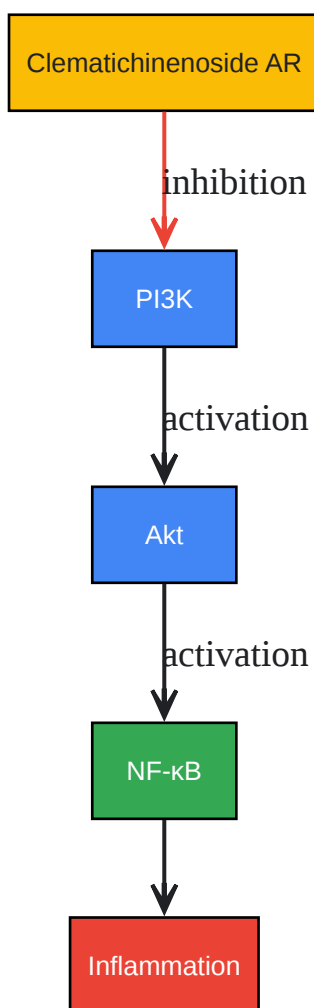 Clematichinenoside AR
inhibition
PI3K
activation
Akt
activation
NF-κB
Inflammation